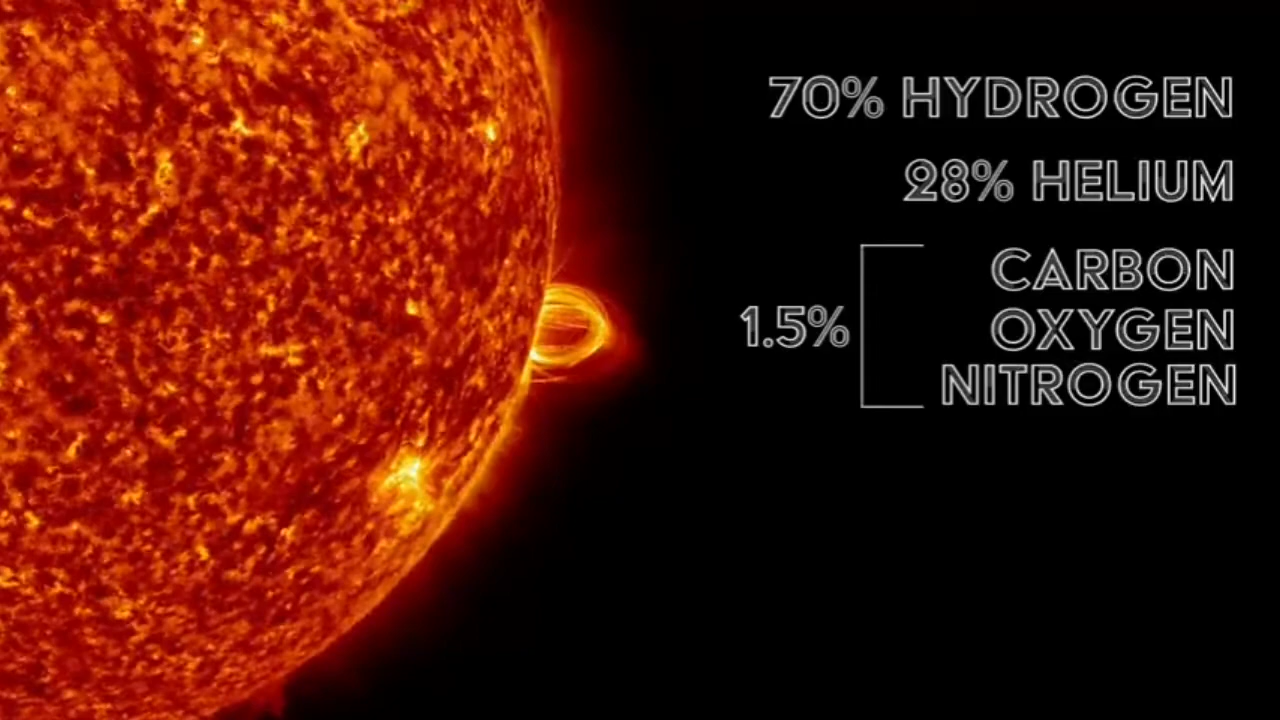 70% HYDROGEN
28% HELIUM
1.5%
CARBON
OXYGEN
NITROGEN